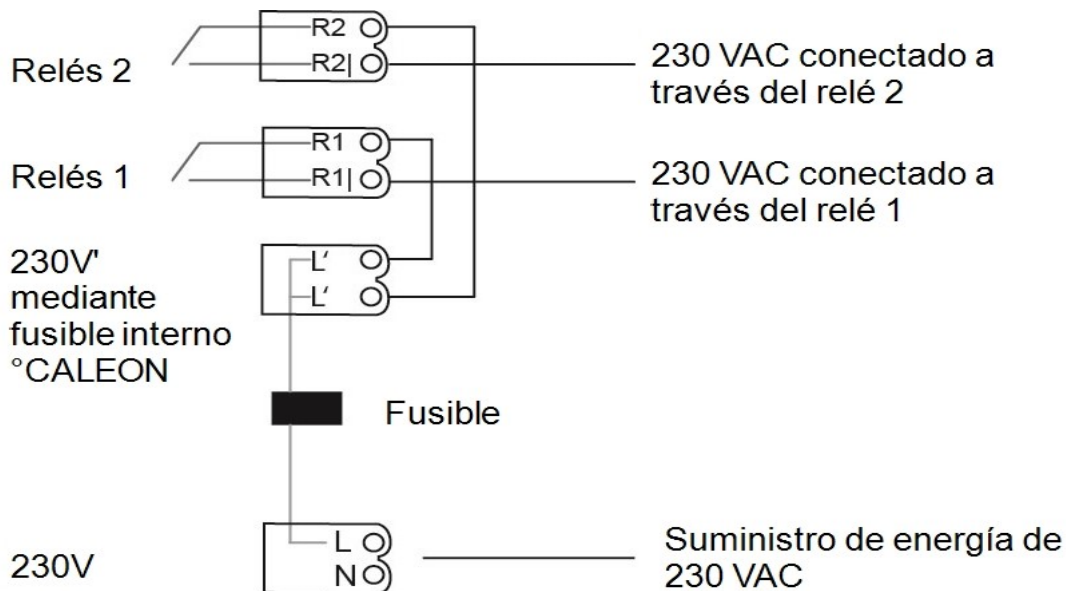 R2
R2|
Relés 2
230 VAC conectado a
través del relé 2
R1
R1|
Relés 1
230 VAC conectado a
través del relé 1
230V'
mediante
fusible interno
°CALEON
L'
L'
Fusible
L
N
230V
Suministro de energía de
230 VAC